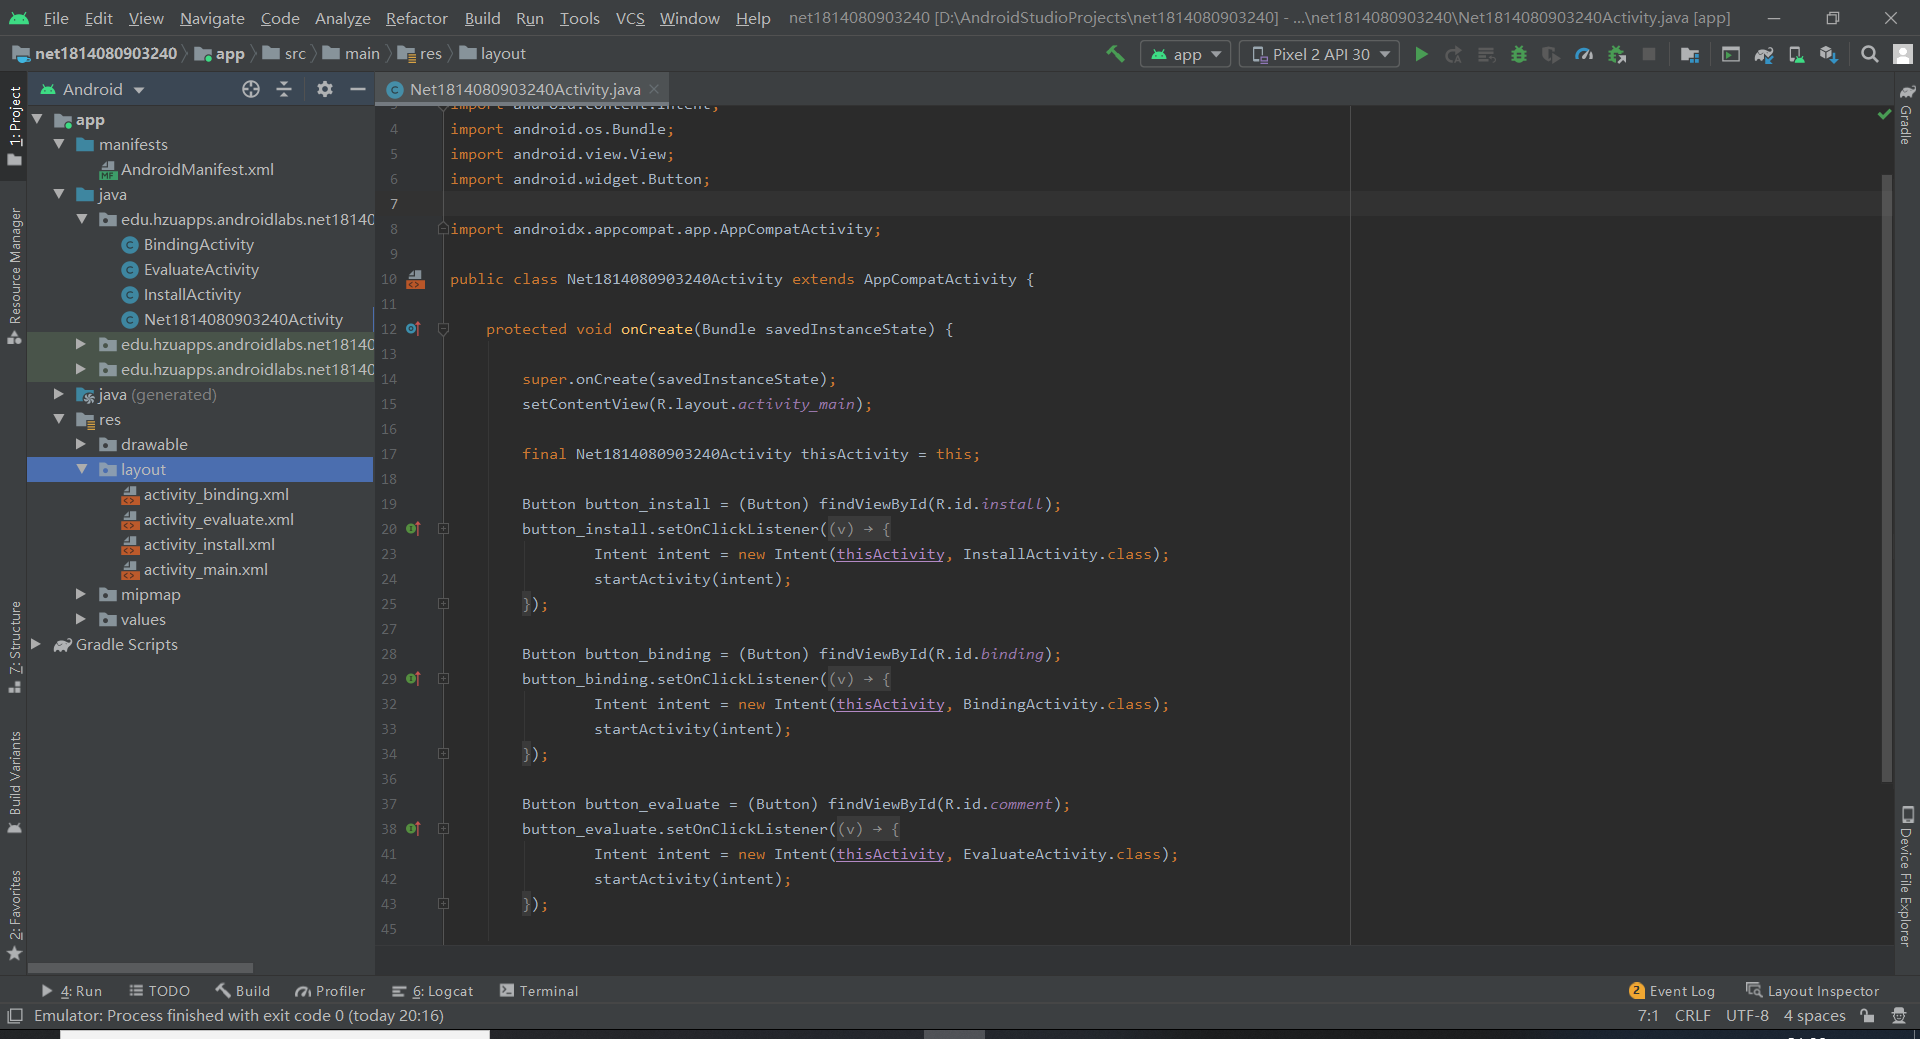 File Edit View Navigate Code Analyze Refactor Build Run Tools VCS Window Help net1814080903240 [D:\AndroidStudioProjects\net1814080903240] - ...\net1814080903240\Net1814080903240Activity.java [app]
net1814080903240 app src main res layout app Pixel 2 API 30
Android
Net1814080903240Activity.java
1: Project
Resource Manager
Z: Structure
Build Variants
2: Favorites
app
manifests
AndroidManifest.xml
java
edu.hzuapps.androidlabs.net18140
BindingActivity
EvaluateActivity
InstallActivity
Net1814080903240Activity
edu.hzuapps.androidlabs.net18140
edu.hzuapps.androidlabs.net18140
java (generated)
res
drawable
layout
activity_binding.xml
activity_evaluate.xml
activity_install.xml
activity_main.xml
mipmap
values
Gradle Scripts
3 import android.content.Intent;
4 import android.os.Bundle;
5 import android.view.View;
6 import android.widget.Button;
7
8 import androidx.appcompat.app.AppCompatActivity;
9
10 public class Net1814080903240Activity extends AppCompatActivity {
11
12 protected void onCreate(Bundle savedInstanceState) {
13
14 super.onCreate(savedInstanceState);
15 setContentView(R.layout.activity_main);
16
17 final Net1814080903240Activity thisActivity = this;
18
19 Button button_install = (Button) findViewById(R.id.install);
20 button_install.setOnClickListener((v) → {
23 Intent intent = new Intent(thisActivity, InstallActivity.class);
24 startActivity(intent);
25 });
27
28 Button button_binding = (Button) findViewById(R.id.binding);
29 button_binding.setOnClickListener((v) → {
32 Intent intent = new Intent(thisActivity, BindingActivity.class);
33 startActivity(intent);
34 });
36
37 Button button_evaluate = (Button) findViewById(R.id.comment);
38 button_evaluate.setOnClickListener((v) → {
41 Intent intent = new Intent(thisActivity, EvaluateActivity.class);
42 startActivity(intent);
43 });
45
Gradle
Device File Explorer
4: Run TODO Build Profiler 6: Logcat Terminal 2 Event Log Layout Inspector
Emulator: Process finished with exit code 0 (today 20:16) 7:1 CRLF UTF-8 4 spaces